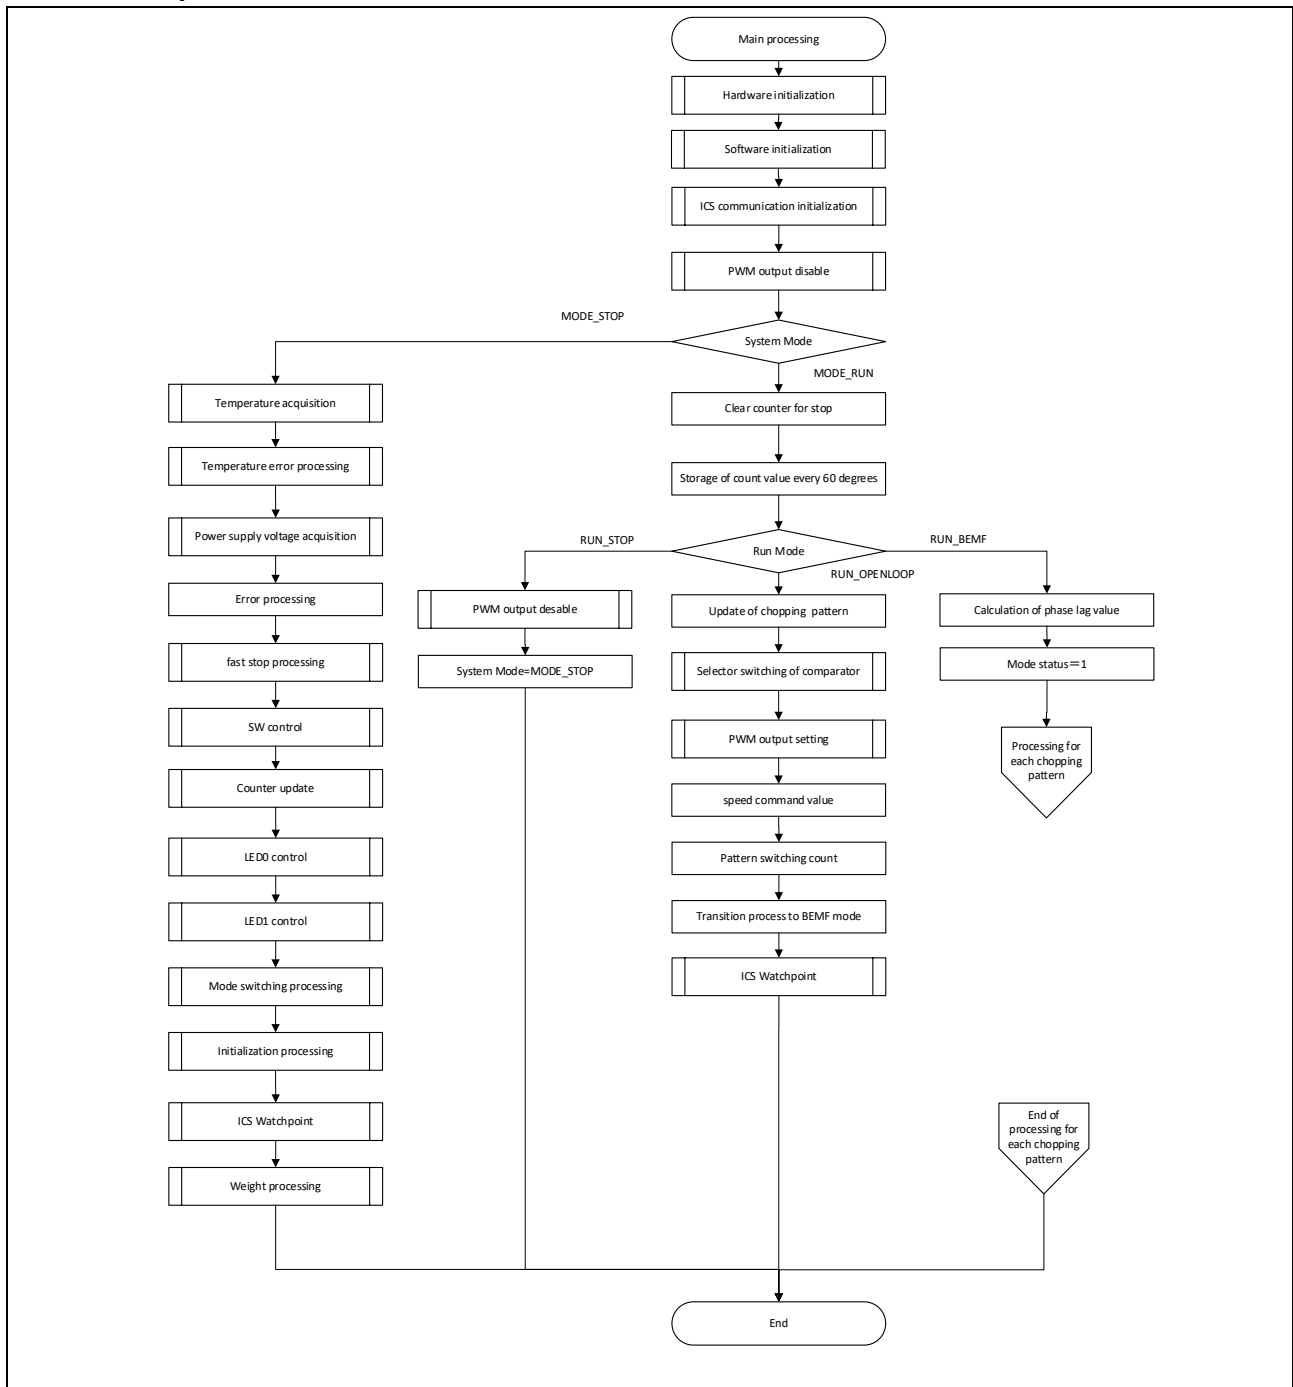 Main processing
Hardware initialization
Software initialization
ICS communication initialization
PWM output disable
MODE_STOP
System Mode
MODE_RUN
Temperature acquisition
Temperature error processing
Power supply voltage acquisition
Error processing
fast stop processing
SW control
Counter update
LED0 control
LED1 control
Mode switching processing
Initialization processing
ICS Watchpoint
Weight processing
Clear counter for stop
Storage of count value every 60 degrees
RUN_STOP
Run Mode
RUN_BEMF
RUN_OPENLOOP
PWM output desable
System Mode=MODE_STOP
Update of chopping pattern
Selector switching of comparator
PWM output setting
speed command value
Pattern switching count
Transition process to BEMF mode
ICS Watchpoint
Calculation of phase lag value
Mode status＝1
Processing for
each chopping
pattern
End of
processing for
each chopping
pattern
End